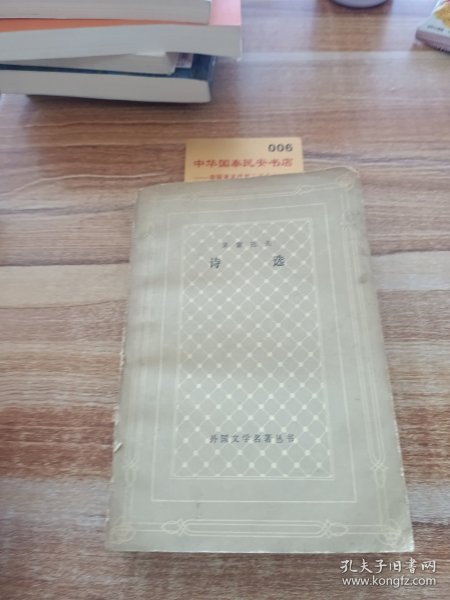 006
中华国泰民安书店
诗 选
外国文学名著丛书
孔夫子旧书网
www.kongfz.com